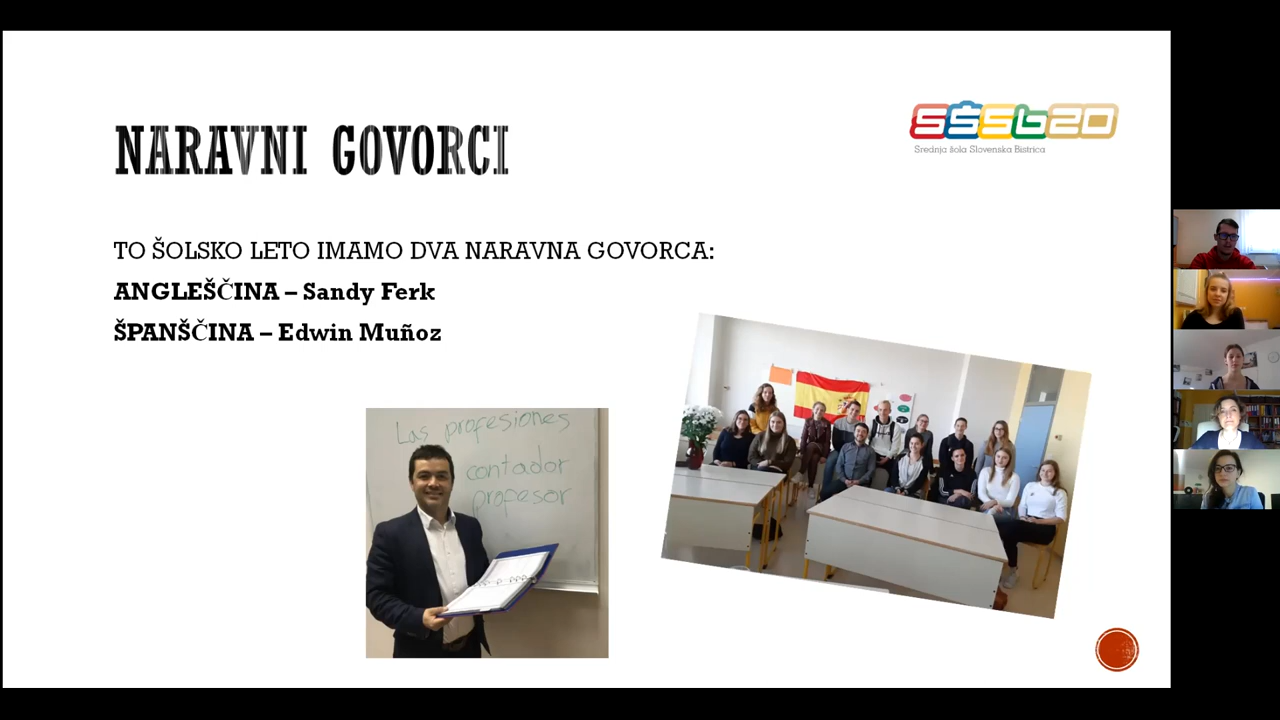 NARAVNI GOVORCI
SŠSB20
Srednja šola Slovenska Bistrica
TO ŠOLSKO LETO IMAMO DVA NARAVNA GOVORCA:
ANGLEŠČINA – Sandy Ferk
ŠPANŠČINA – Edwin Muñoz
Las profesiones
contador
profesor